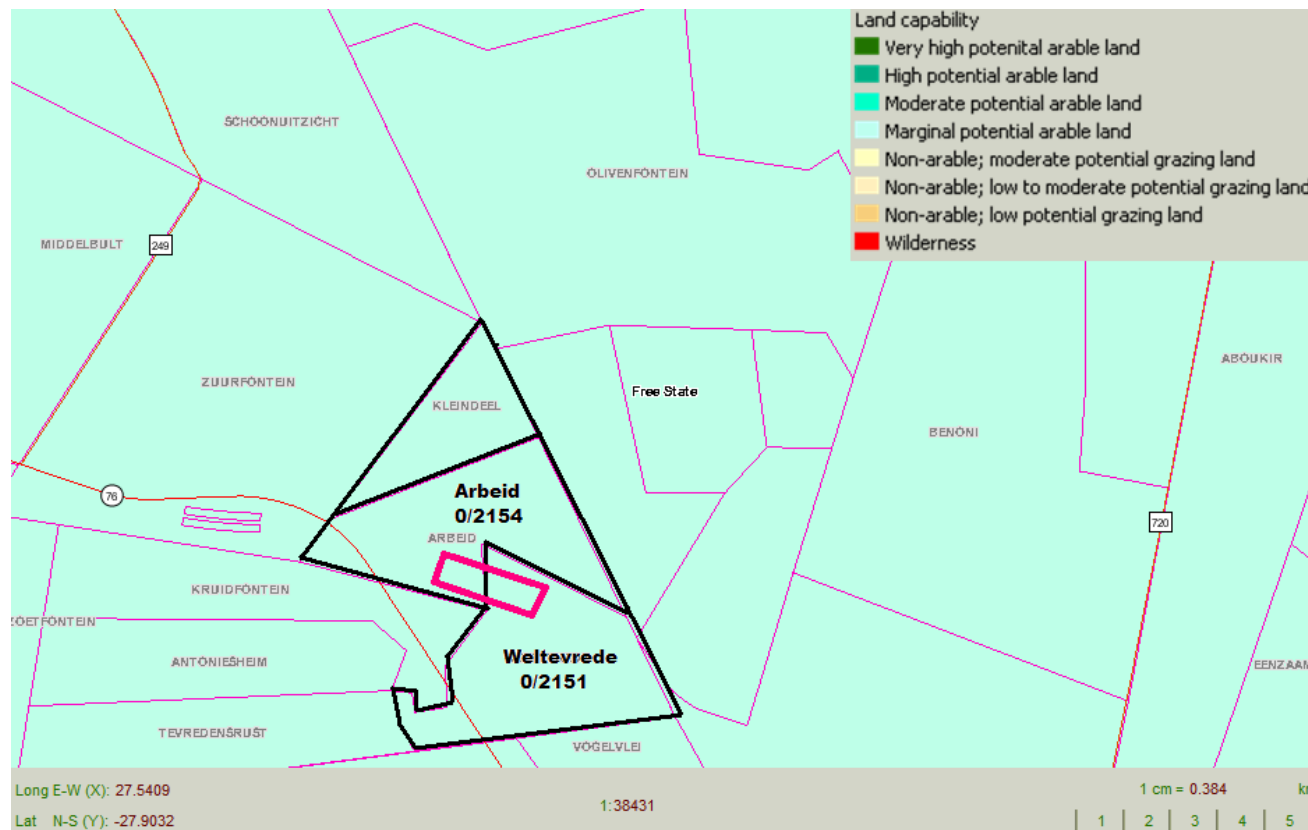 Land capability
Very high potenital arable land
High potential arable land
Moderate potential arable land
Marginal potential arable land
Non-arable; moderate potential grazing land
Non-arable; low to moderate potential grazing land
Non-arable; low potential grazing land
Wilderness
SCHOONUITZICHT
OLIVENFONTEIN
MIDDELBULT
249
ZUURFONTEIN
KLEINDEEL
Free State
ABOUKIR
BENONI
76
Arbeid
0/2154
ARBEID
720
KRUIDFONTEIN
ZOETFONTEIN
ANTONIESHEIM
Weltevrede
0/2151
EENZAAM
TEVREDENSRUST
VOGELVLEI
Long E-W (X): 27.5409
1:38431
1 cm = 0.384 k
Lat N-S (Y): -27.9032
1 2 3 4 5